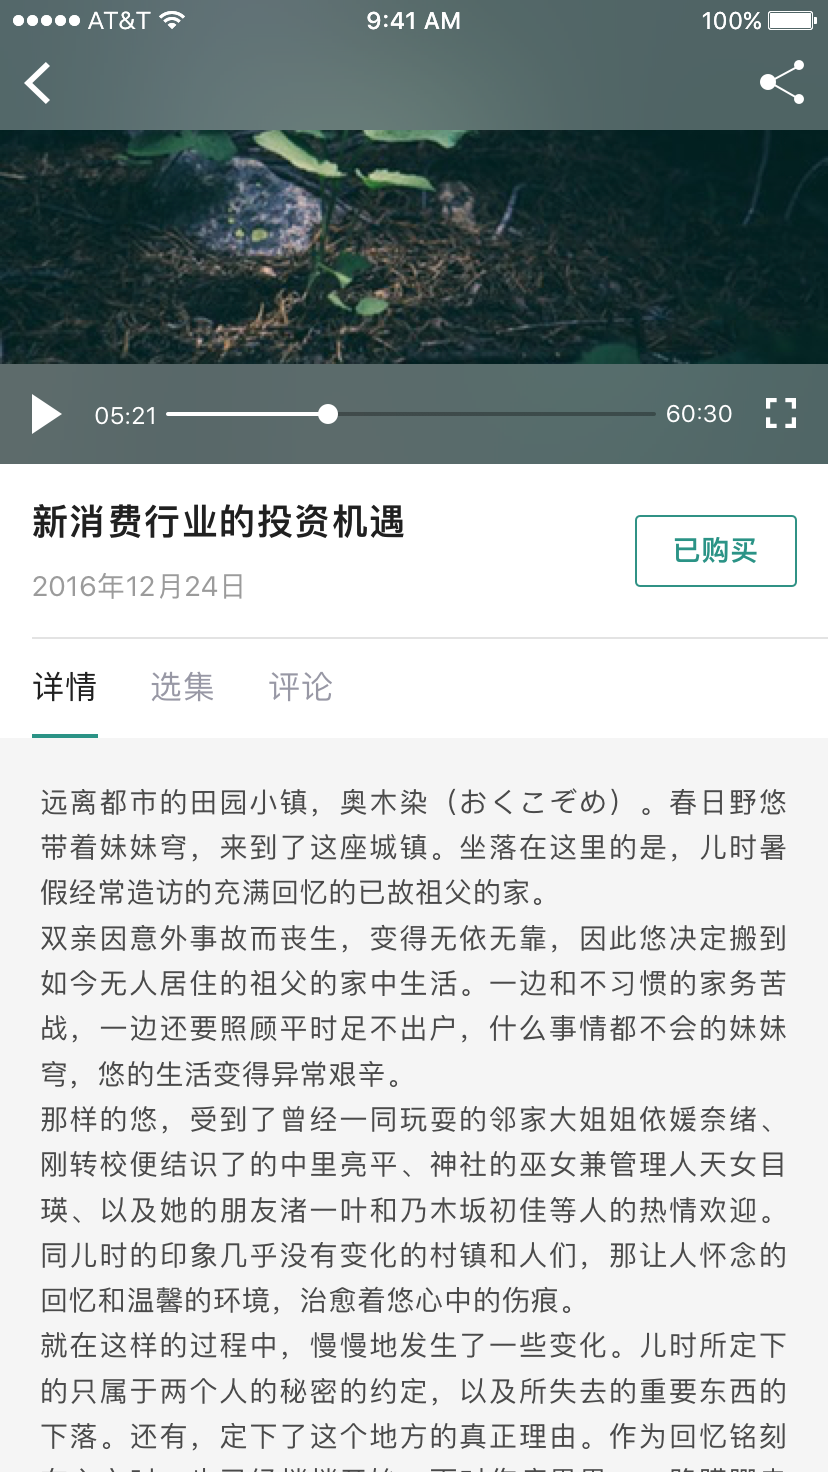 AT&T 9:41 AM 100%
05:21 60:30
新消费行业的投资机遇
已购买
2016年12月24日
详情 选集 评论
远离都市的田园小镇，奥木染（おくこぞめ）。春日野悠
带着妹妹穹，来到了这座城镇。坐落在这里的是，儿时暑
假经常造访的充满回忆的已故祖父的家。
双亲因意外事故而丧生，变得无依无靠，因此悠决定搬到
如今无人居住的祖父的家中生活。一边和不习惯的家务苦
战，一边还要照顾平时足不出户，什么事情都不会的妹妹
穹，悠的生活变得异常艰辛。
那样的悠，受到了曾经一同玩耍的邻家大姐姐依媛奈绪、
刚转校便结识了的中里亮平、神社的巫女兼管理人天女目
瑛、以及她的朋友渚一叶和乃木坂初佳等人的热情欢迎。
同儿时的印象几乎没有变化的村镇和人们，那让人怀念的
回忆和温馨的环境，治愈着悠心中的伤痕。
就在这样的过程中，慢慢地发生了一些变化。儿时所定下
的只属于两个人的秘密的约定，以及所失去的重要东西的
下落。还有，定下了这个地方的真正理由。作为回忆铭刻